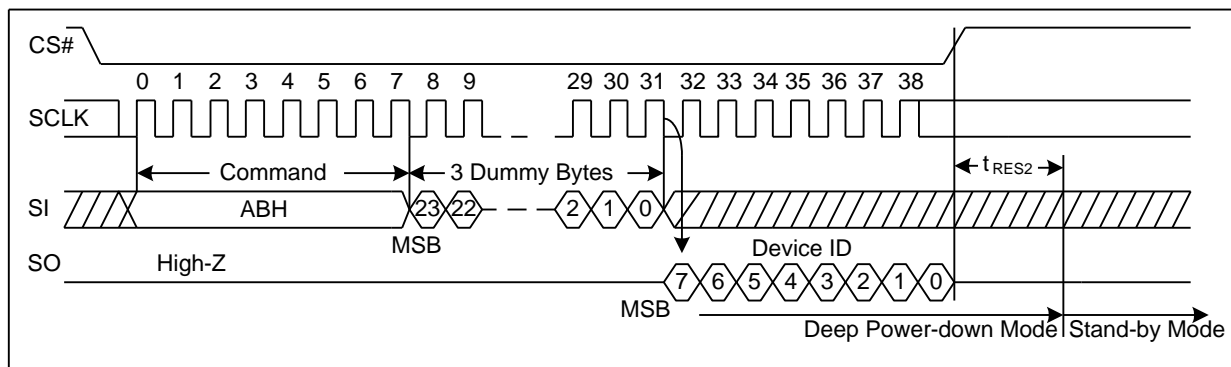 CS#
0 1 2 3 4 5 6 7 8 9 29 30 31 32 33 34 35 36 37 38
SCLK
Command 3 Dummy Bytes tRES2
SI ABH 23 22 2 1 0
MSB Device ID
SO High-Z
7 6 5 4 3 2 1 0
MSB
Deep Power-down Mode Stand-by Mode